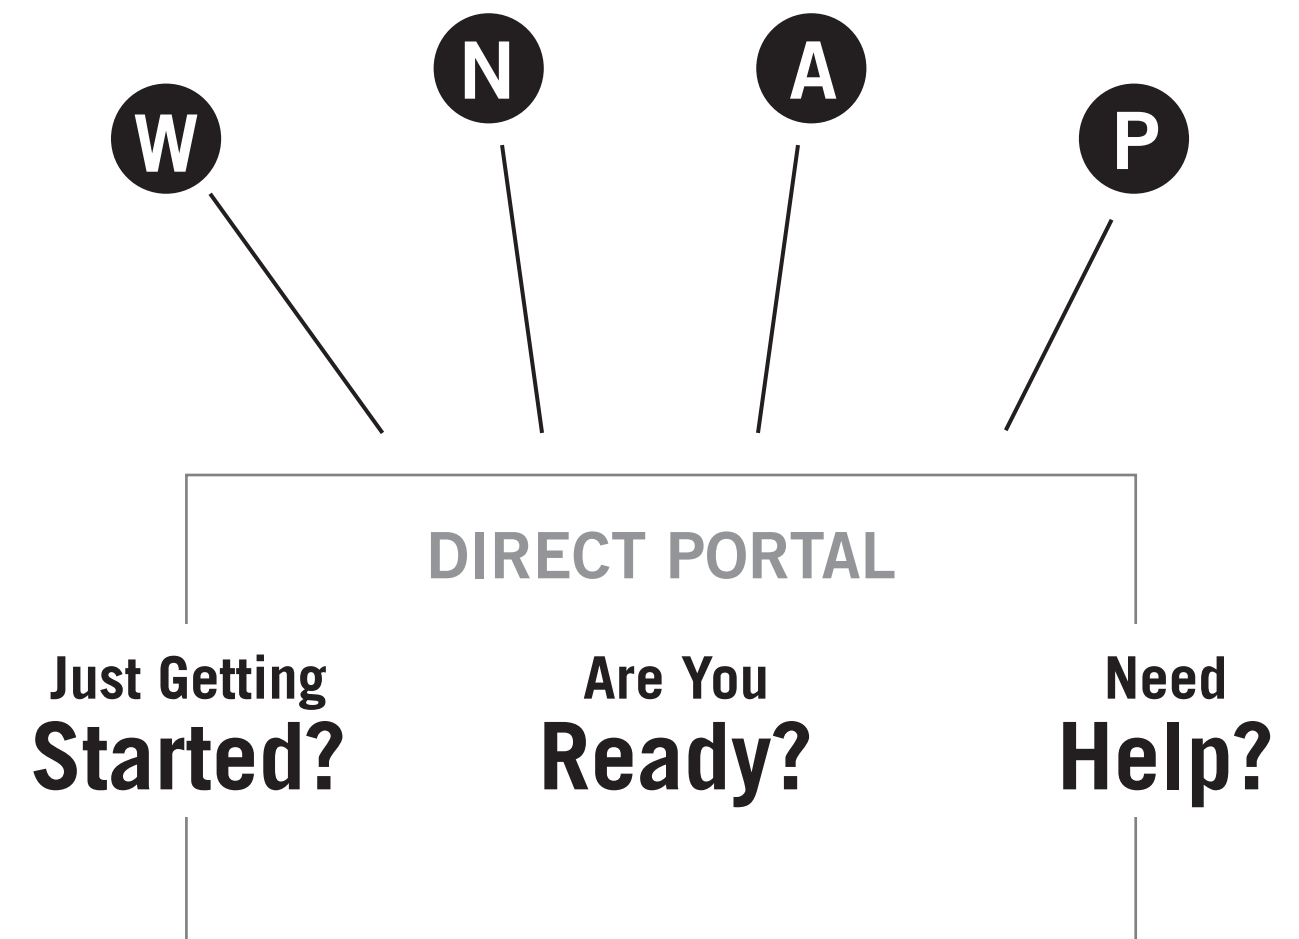 W
N
A
P
DIRECT PORTAL
Just Getting
Started?
Are You
Ready?
Need
Help?